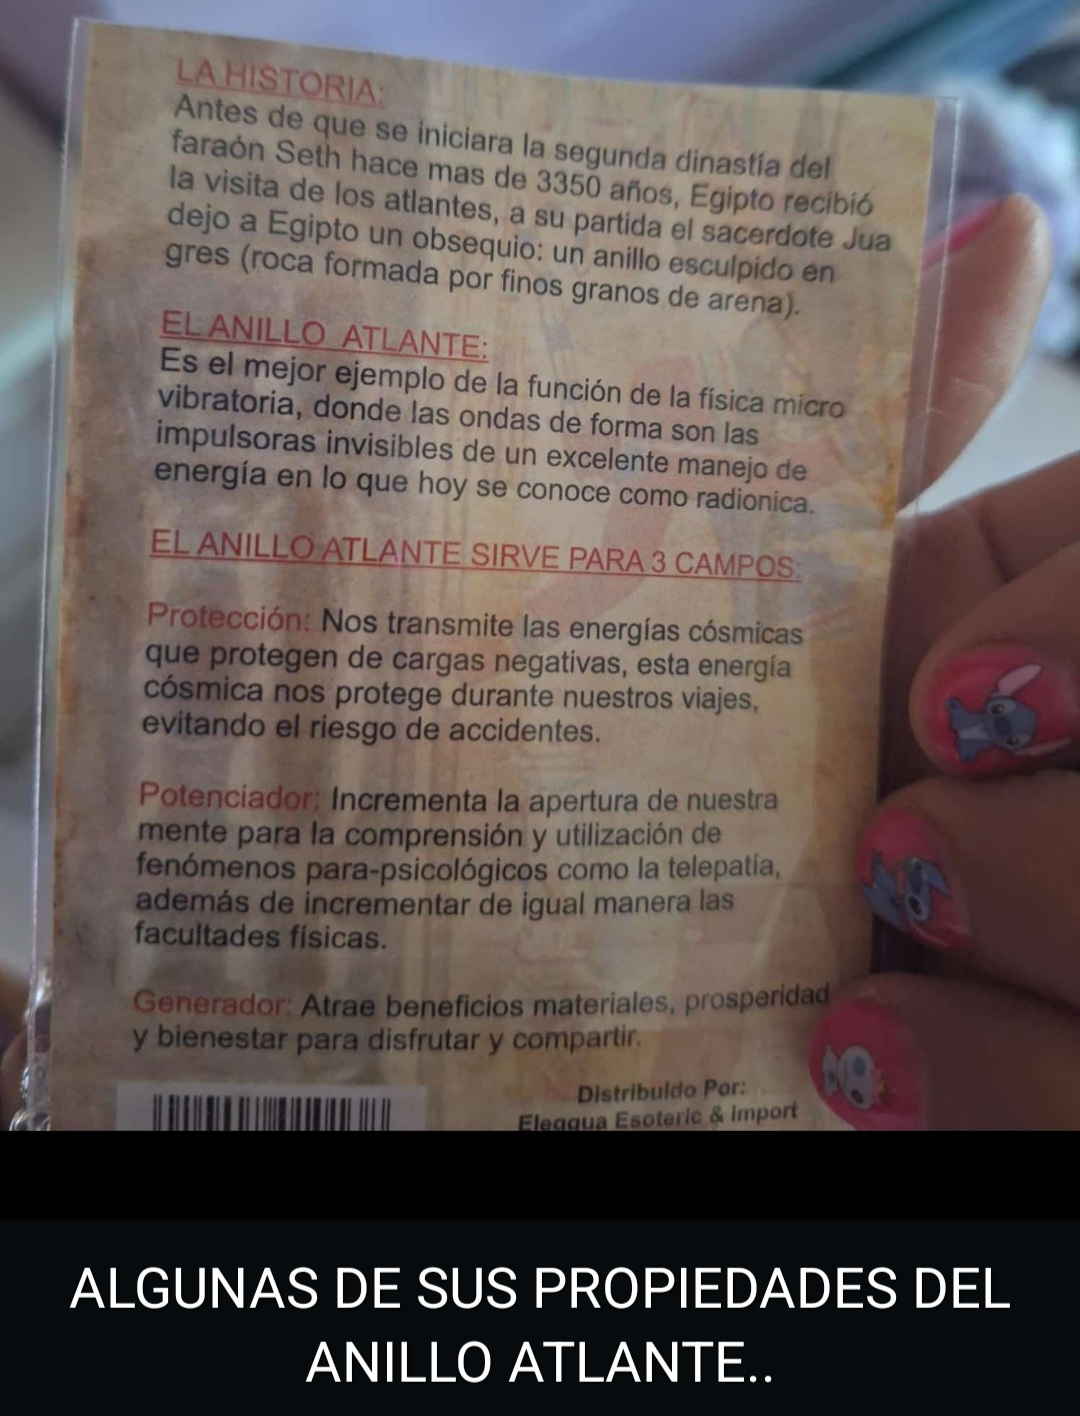 LA HISTORIA:
Antes de que se iniciara la segunda dinastía del
faraón Seth hace mas de 3350 años, Egipto recibió
la visita de los atlantes, a su partida el sacerdote Jua
dejo a Egipto un obsequio: un anillo esculpido en
gres (roca formada por finos granos de arena).
EL ANILLO ATLANTE:
Es el mejor ejemplo de la función de la física micro
vibratoria, donde las ondas de forma son las
impulsoras invisibles de un excelente manejo de
energía en lo que hoy se conoce como radionica.
EL ANILLO ATLANTE SIRVE PARA 3 CAMPOS:
Protección: Nos transmite las energías cósmicas
que protegen de cargas negativas, esta energía
cósmica nos protege durante nuestros viajes,
evitando el riesgo de accidentes.
Potenciador: Incrementa la apertura de nuestra
mente para la comprensión y utilización de
fenómenos para-psicológicos como la telepatía,
además de incrementar de igual manera las
facultades físicas.
Generador: Atrae beneficios materiales, prosperidad
y bienestar para disfrutar y compartir.
Distribuido Por:
Eleggua Esoteric & Import
ALGUNAS DE SUS PROPIEDADES DEL
ANILLO ATLANTE..